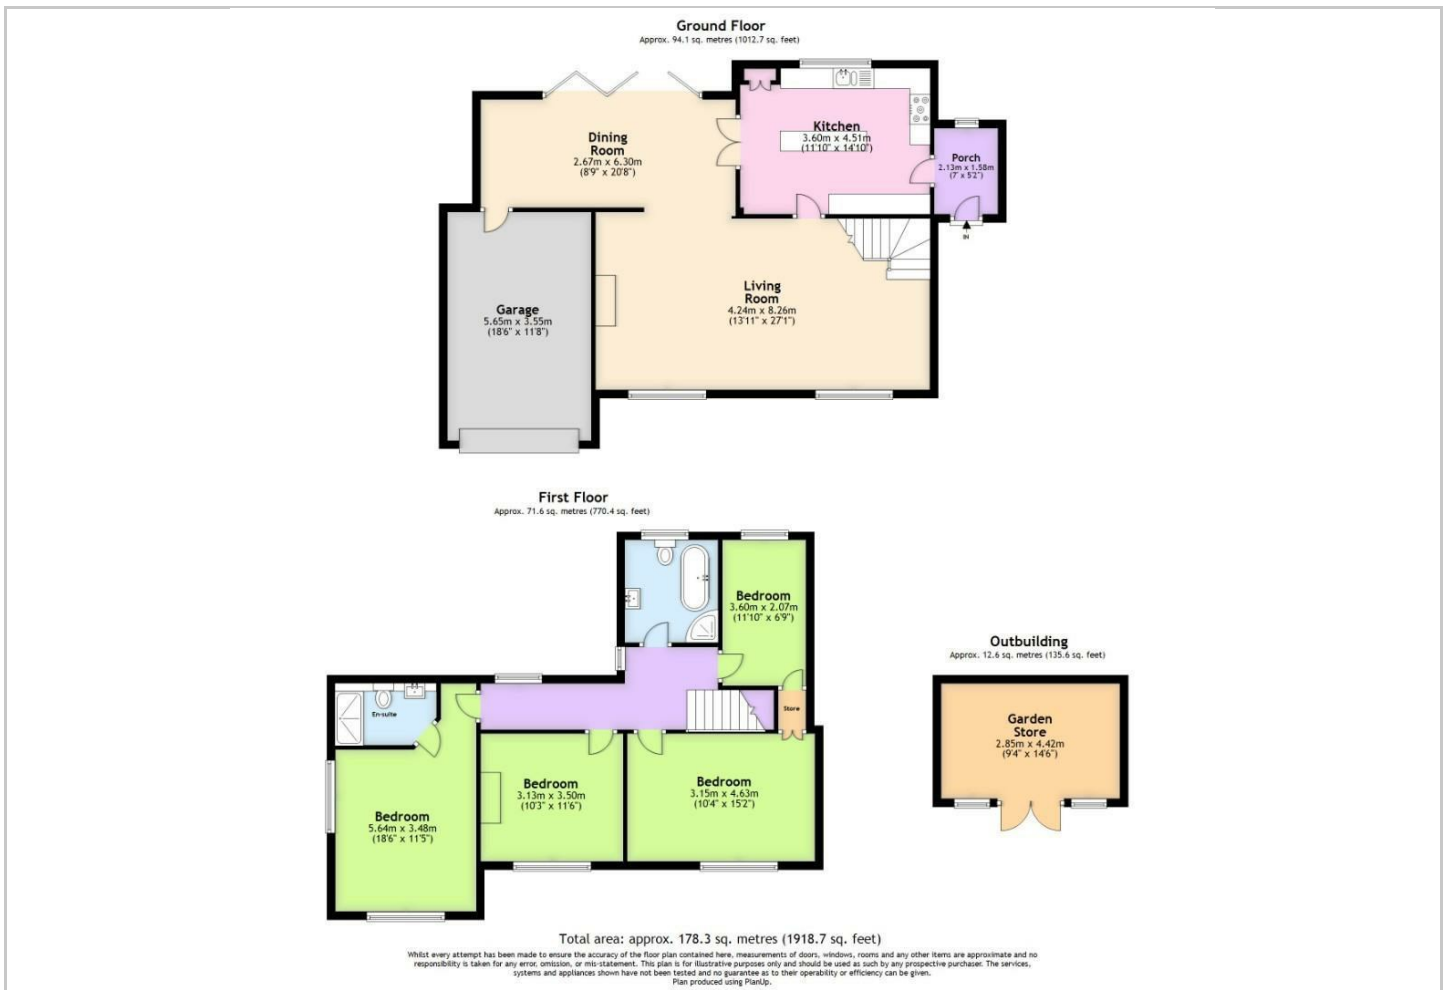 Ground Floor
Approx. 94.1 sq. metres (1012.7 sq. feet)
Dining
Room
2.67m x 6.30m
(8'9" x 20'8")
Kitchen
3.60m x 4.51m
(11'10" x 14'10")
Porch
2.13m x 1.58m
(7' x 5'2")
IN
Garage
5.65m x 3.55m
(18'6" x 11'8")
Living
Room
4.24m x 8.26m
(13'11" x 27'1")
First Floor
Approx. 71.6 sq. metres (770.4 sq. feet)
Bedroom
3.60m x 2.07m
(11'10" x 6'9")
Store
En-suite
Bedroom
5.64m x 3.48m
(18'6" x 11'5")
Bedroom
3.13m x 3.50m
(10'3" x 11'6")
Bedroom
3.15m x 4.63m
(10'4" x 15'2")
Outbuilding
Approx. 12.6 sq. metres (135.6 sq. feet)
Garden
Store
2.85m x 4.42m
(9'4" x 14'6")
Total area: approx. 178.3 sq. metres (1918.7 sq. feet)
Whilst every attempt has been made to ensure the accuracy of the floor plan contained here, measurements of doors, windows, rooms and any other items are approximate and no
responsibility is taken for any error, omission, or mis-statement. This plan is for illustrative purposes only and should be used as such by any prospective purchaser. The services,
systems and appliances shown have not been tested and no guarantee as to their operability or efficiency can be given.
Plan produced using PlanUp.